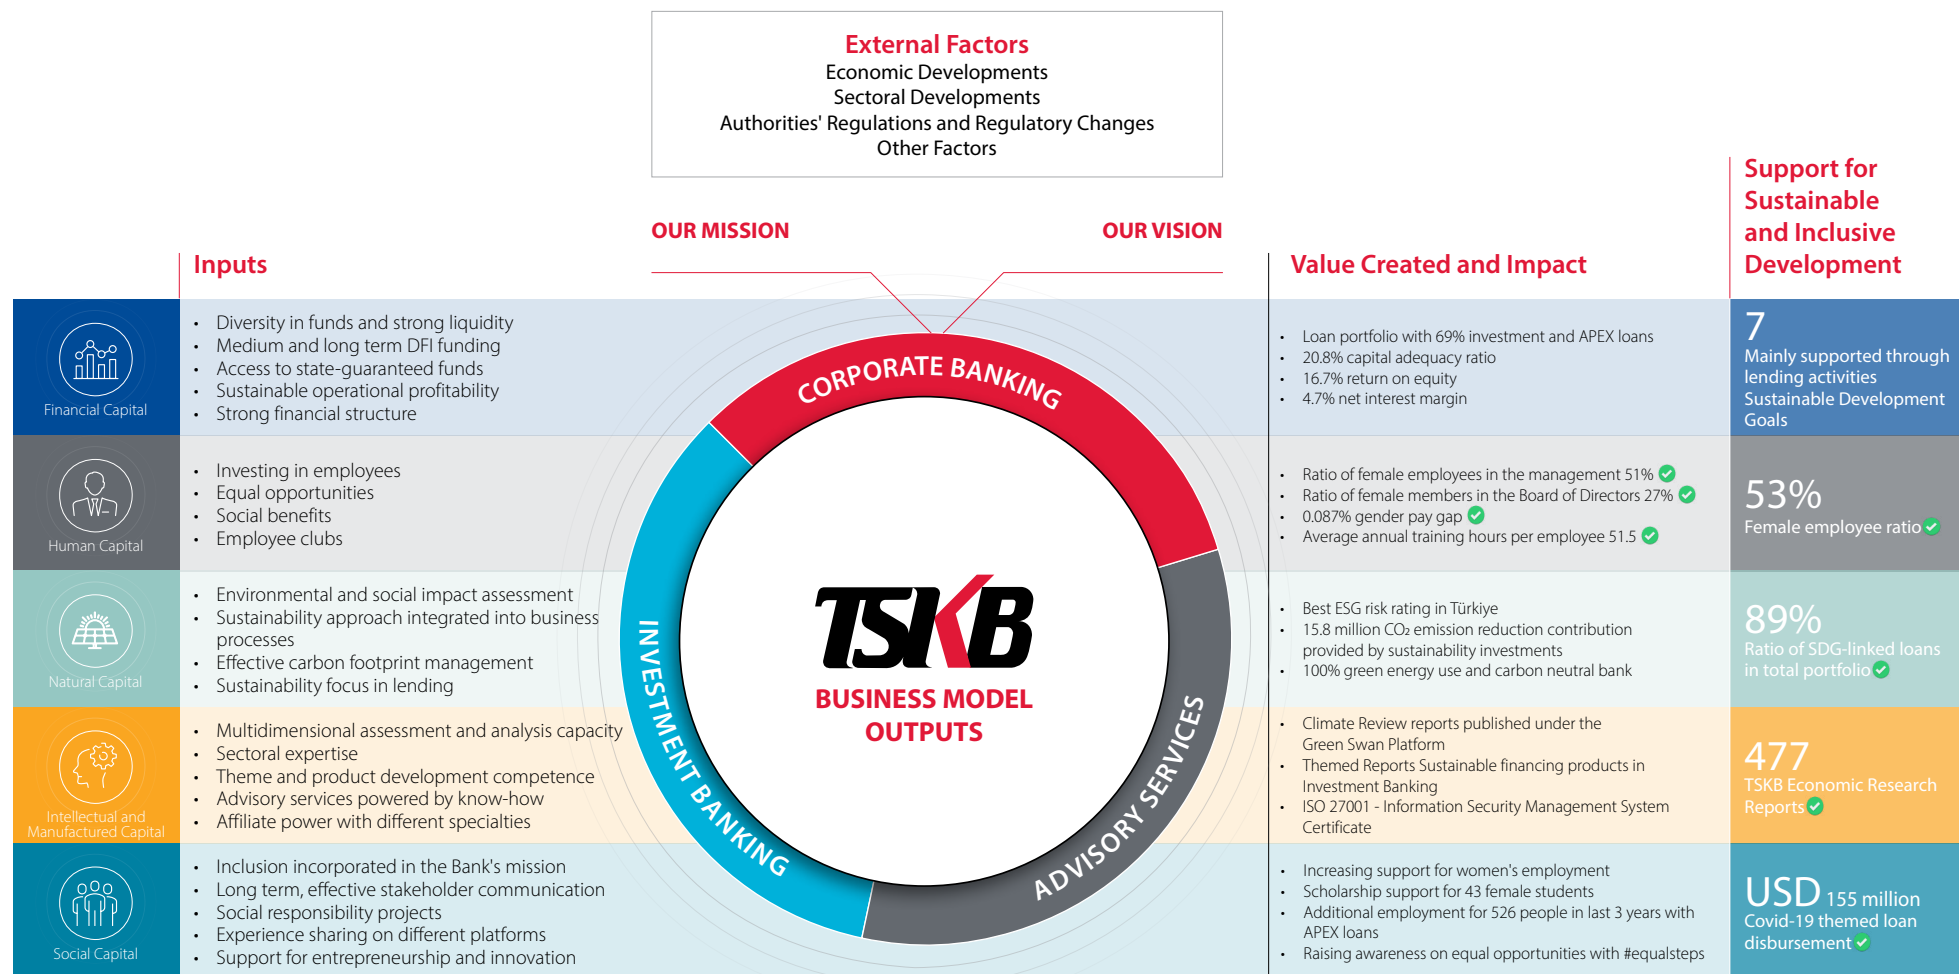 External Factors
Economic Developments
Sectoral Developments
Authorities' Regulations and Regulatory Changes
Other Factors
OUR MISSION
OUR VISION
Inputs
Value Created and Impact
Support for
Sustainable
and Inclusive
Development
Financial Capital
• Diversity in funds and strong liquidity
• Medium and long term DFI funding
• Access to state-guaranteed funds
• Sustainable operational profitability
• Strong financial structure
• Loan portfolio with 69% investment and APEX loans
• 20.8% capital adequacy ratio
• 16.7% return on equity
• 4.7% net interest margin
7
Mainly supported through
lending activities
Sustainable Development
Goals
Human Capital
• Investing in employees
• Equal opportunities
• Social benefits
• Employee clubs
• Ratio of female employees in the management 51%
• Ratio of female members in the Board of Directors 27%
• 0.087% gender pay gap
• Average annual training hours per employee 51.5
53%
Female employee ratio
Natural Capital
• Environmental and social impact assessment
• Sustainability approach integrated into business
processes
• Effective carbon footprint management
• Sustainability focus in lending
• Best ESG risk rating in Türkiye
• 15.8 million CO₂ emission reduction contribution
provided by sustainability investments
• 100% green energy use and carbon neutral bank
89%
Ratio of SDG-linked loans
in total portfolio
Intellectual and
Manufactured Capital
• Multidimensional assessment and analysis capacity
• Sectoral expertise
• Theme and product development competence
• Advisory services powered by know-how
• Affiliate power with different specialties
• Climate Review reports published under the
Green Swan Platform
• Themed Reports Sustainable financing products in
Investment Banking
• ISO 27001 - Information Security Management System
Certificate
477
TSKB Economic Research
Reports
Social Capital
• Inclusion incorporated in the Bank's mission
• Long term, effective stakeholder communication
• Social responsibility projects
• Experience sharing on different platforms
• Support for entrepreneurship and innovation
• Increasing support for women's employment
• Scholarship support for 43 female students
• Additional employment for 526 people in last 3 years with
APEX loans
• Raising awareness on equal opportunities with #equalsteps
USD 155 million
Covid-19 themed loan
disbursement
CORPORATE BANKING
INVESTMENT BANKING
ADVISORY SERVICES
TSKB
BUSINESS MODEL
OUTPUTS